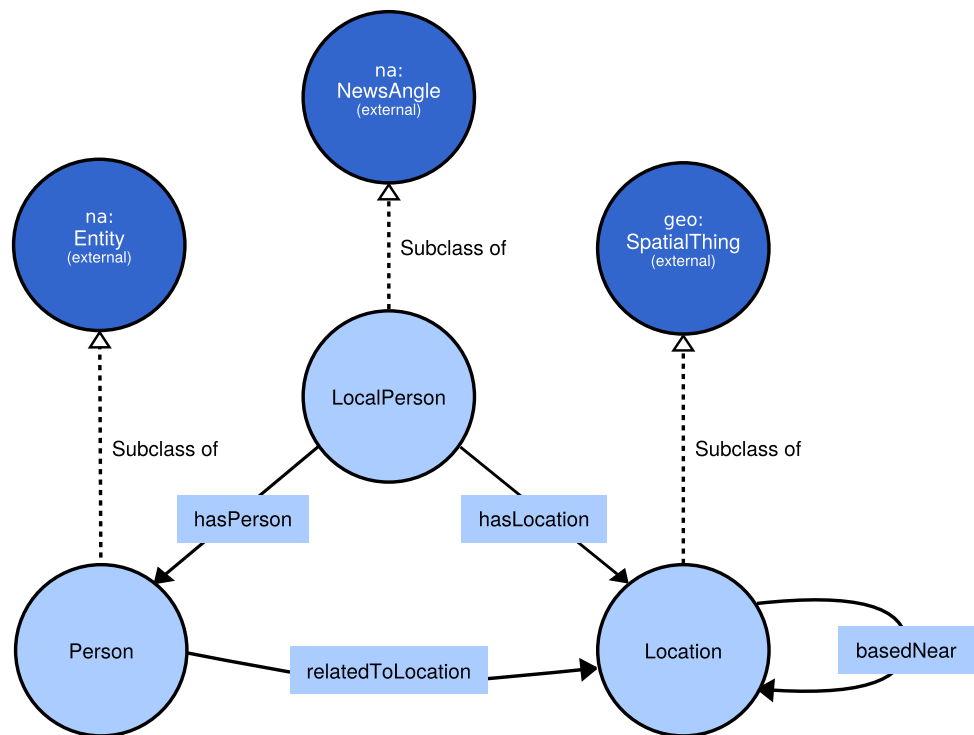 na:
NewsAngle
(external)
na:
Entity
(external)
geo:
SpatialThing
(external)
Subclass of
LocalPerson
Subclass of
Subclass of
hasPerson
hasLocation
Person
relatedToLocation
Location
basedNear